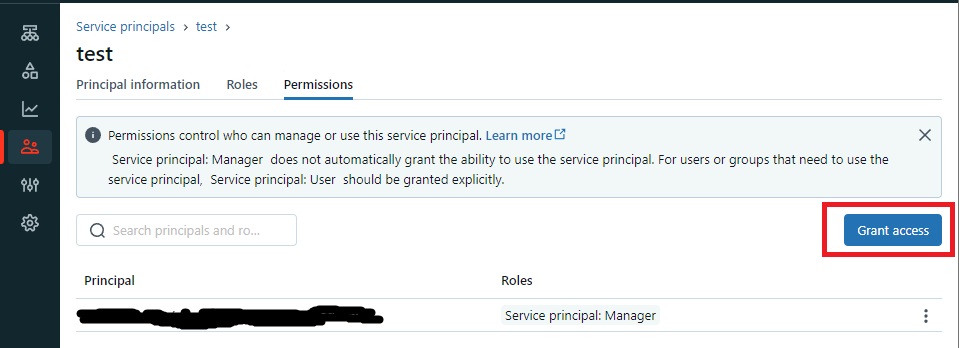 Service principals > test >
test
Principal information Roles Permissions
Permissions control who can manage or use this service principal. Learn more
Service principal: Manager does not automatically grant the ability to use the service principal. For users or groups that need to use the
service principal, Service principal: User should be granted explicitly.
Search principals and ro...
Grant access
Principal Roles
Service principal: Manager